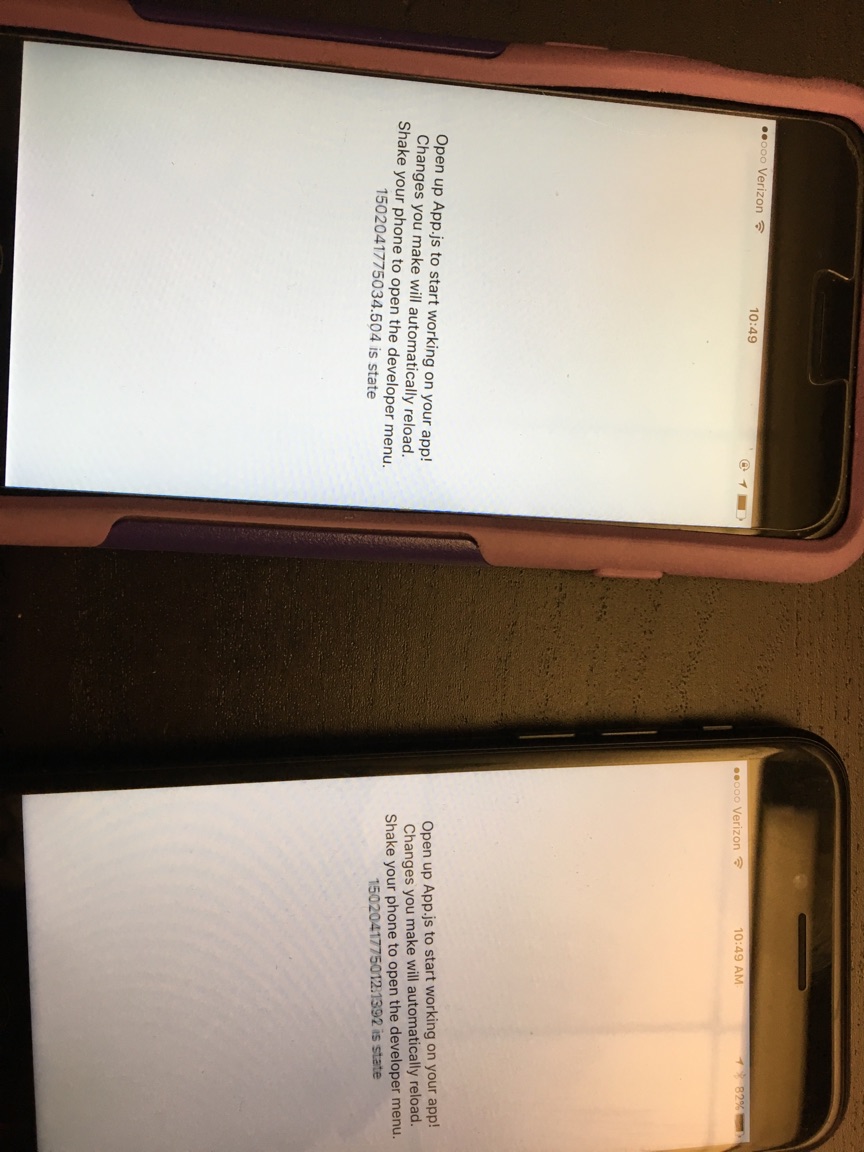 ●●○○○ Verizon 10:49
Open up App.js to start working on your app!
Changes you make will automatically reload.
Shake your phone to open the developer menu.
1502041775034.504 is state
●●○○○ Verizon 10:49 AM 82%
Open up App.js to start working on your app!
Changes you make will automatically reload.
Shake your phone to open the developer menu.
1502041775012.1392 is state